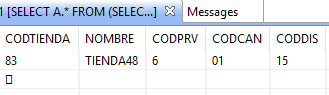 1 [SELECT A.* FROM (SELEC...] Messages
CODTIENDA NOMBRE CODPRV CODCAN CODDIS
83 TIENDA48 6 01 15